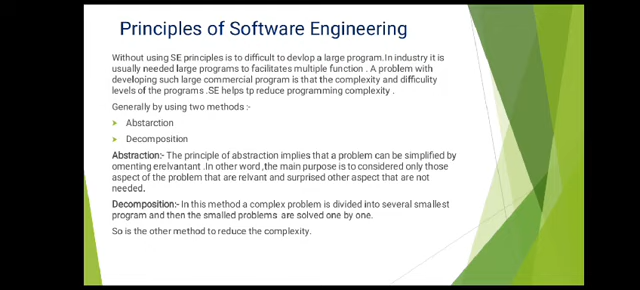 Principles of Software Engineering
Without using SE principles is to difficult to devlop a large program.In industry it is
usually needed large programs to facilitates multiple function . A problem with
developing such large commercial program is that the complexity and difficulity
levels of the programs .SE helps tp reduce programming complexity .
Generally by using two methods :-
Abstarction
Decomposition
Abstraction:- The principle of abstraction implies that a problem can be simplified by
omenting erelvantant .In other word ,the main purpose is to considered only those
aspect of the problem that are relvant and surprised other aspect that are not
needed.
Decomposition:- In this method a complex problem is divided into several smallest
program and then the smalled problems are solved one by one.
So is the other method to reduce the complexity.